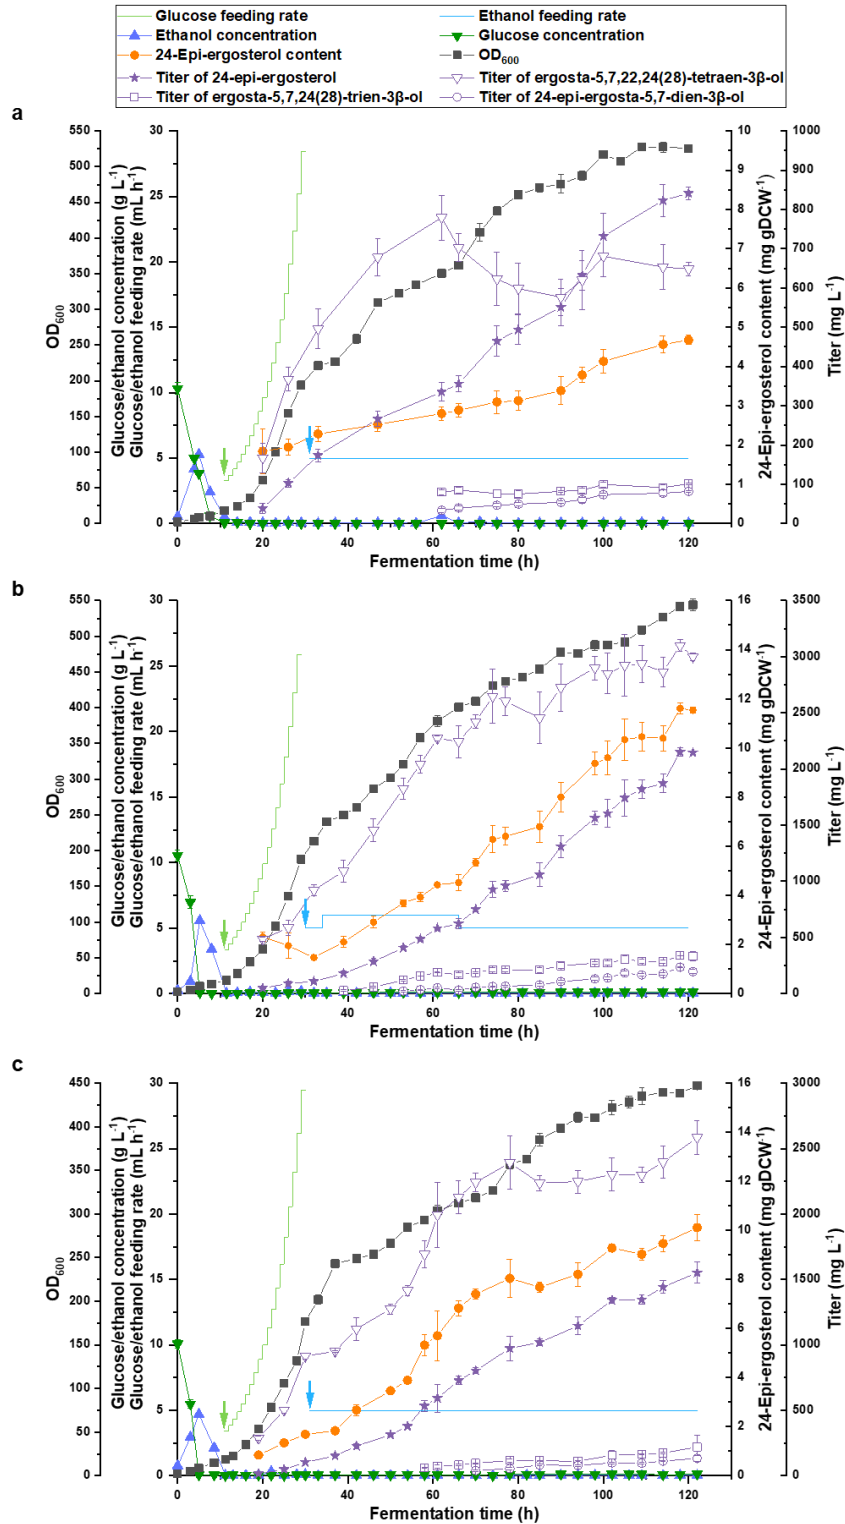 Glucose feeding rate
Ethanol feeding rate
Ethanol concentration
Glucose concentration
24-Epi-ergosterol content
OD600
Titer of 24-epi-ergosterol
Titer of ergosta-5,7,22,24(28)-tetraen-3β-ol
Titer of ergosta-5,7,24(28)-trien-3β-ol
Titer of 24-epi-ergosta-5,7-dien-3β-ol
a
OD600
0 50 100 150 200 250 300 350 400 450 500 550
Glucose/ethanol concentration (g L-1)
Glucose/ethanol feeding rate (mL h-1)
0 5 10 15 20 25 30
24-Epi-ergosterol content (mg gDCW-1)
0 1 2 3 4 5 6 7 8 9 10
Titer (mg L-1)
0 100 200 300 400 500 600 700 800 900 1000
0 20 40 60 80 100 120
Fermentation time (h)
b
OD600
0 50 100 150 200 250 300 350 400 450 500 550
Glucose/ethanol concentration (g L-1)
Glucose/ethanol feeding rate (mL h-1)
0 5 10 15 20 25 30
24-Epi-ergosterol content (mg gDCW-1)
0 2 4 6 8 10 12 14 16
Titer (mg L-1)
0 500 1000 1500 2000 2500 3000 3500
0 20 40 60 80 100 120
Fermentation time (h)
c
OD600
0 50 100 150 200 250 300 350 400 450
Glucose/ethanol concentration (g L-1)
Glucose/ethanol feeding rate (mL h-1)
0 5 10 15 20 25 30
24-Epi-ergosterol content (mg gDCW-1)
0 2 4 6 8 10 12 14 16
Titer (mg L-1)
0 500 1000 1500 2000 2500 3000
0 20 40 60 80 100 120
Fermentation time (h)